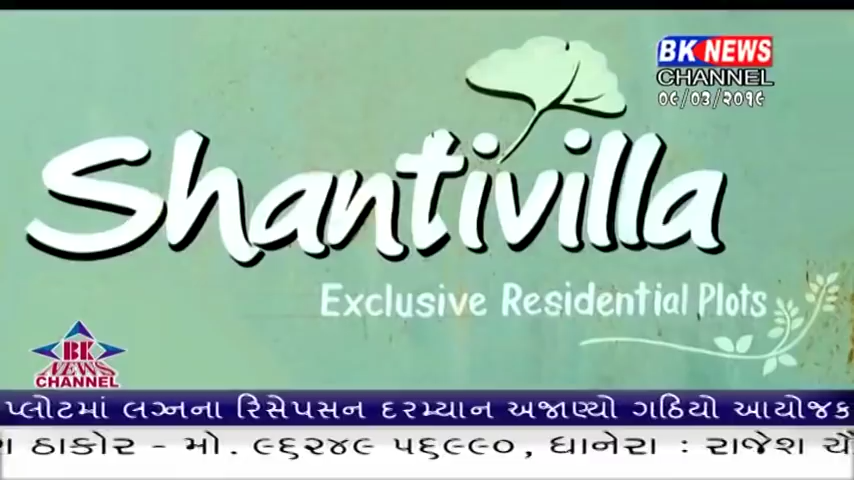 BK NEWS
CHANNEL
૦૯/૦૩/૨૦૧૯
Shantivilla
Exclusive Residential Plots
BK
NEWS
CHANNEL
પ્લોટમાં લગ્નના રિસેપસન દરમ્યાન અજાણ્યો ગઠિયો આયોજક
ઠાકોર - મો. ૯૬૨૪૯ ૫૬૯૯૦, ધાનેરા : રાજેશ